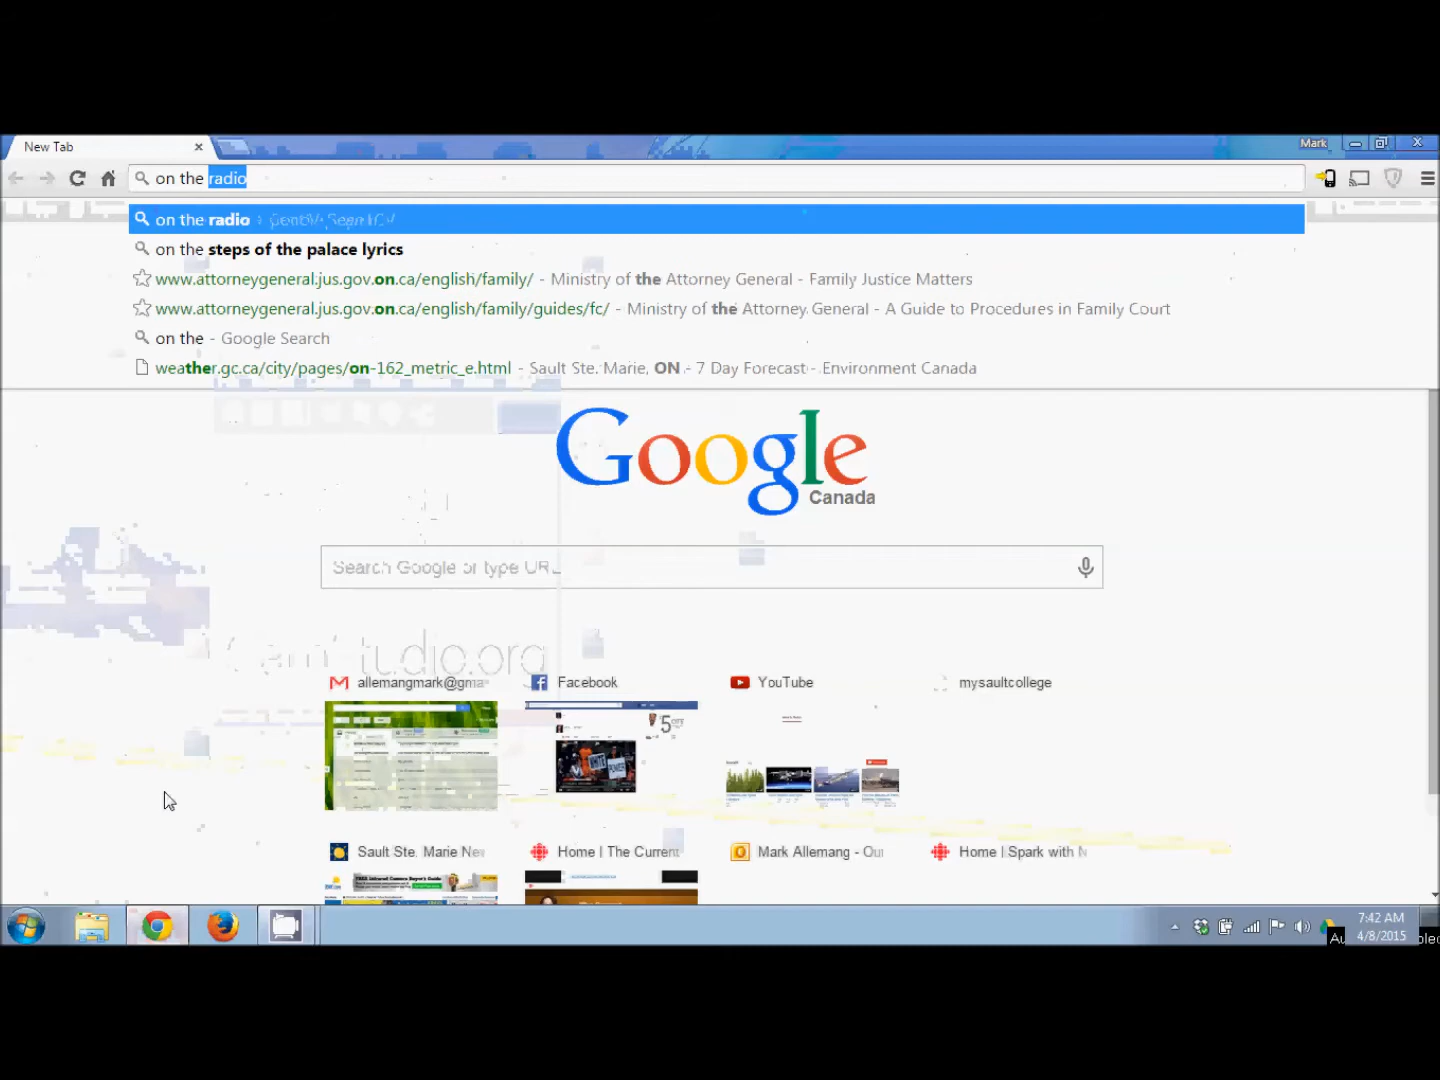 New Tab
Mark
on the radio
on the radio
on the steps of the palace lyrics
www.attorneygeneral.jus.gov.on.ca/english/family/ - Ministry of the Attorney General - Family Justice Matters
www.attorneygeneral.jus.gov.on.ca/english/family/guides/fc/ - Ministry of the Attorney General - A Guide to Procedures in Family Court
on the - Google Search
weather.gc.ca/city/pages/on-162_metric_e.html - Sault Ste. Marie, ON - 7 Day Forecast - Environment Canada
Google
Canada
Search Google or type URL
allemangmark@gma
Facebook
YouTube
mysaultcollege
Sault Ste. Marie Nev
Home | The Current
Mark Allemang - Ou
Home | Spark with N
7:42 AM
4/8/2015